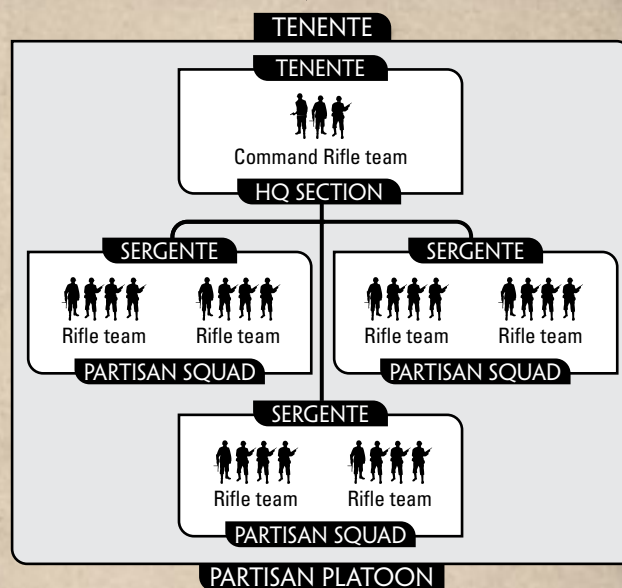 TENENTE
TENENTE
Command Rifle team
HQ SECTION
SERGENTE
Rifle team Rifle team
PARTISAN SQUAD
SERGENTE
Rifle team Rifle team
PARTISAN SQUAD
SERGENTE
Rifle team Rifle team
PARTISAN SQUAD
PARTISAN PLATOON